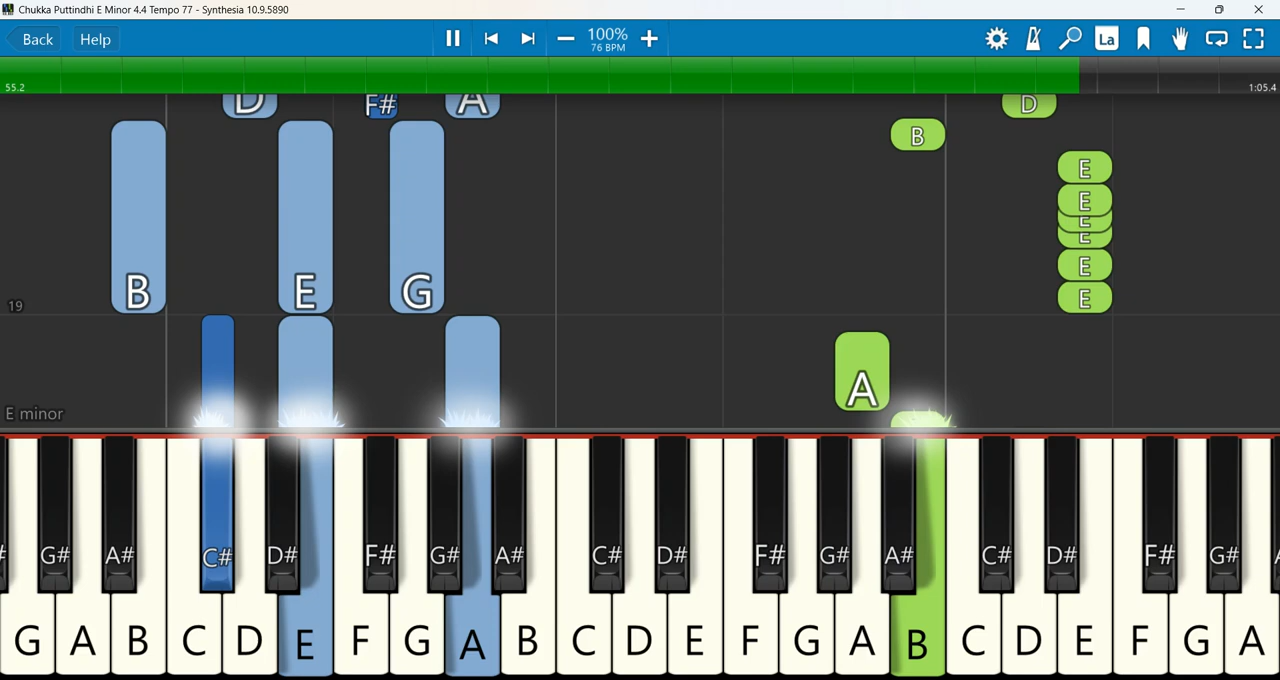 Chukka Puttindhi E Minor 4.4 Tempo 77 - Synthesia 10.9.5890
Back Help 100% La
76 BPM
55.2 1:05.4
D F# A D
B
E
E
E
E
E
E
B E G
19
A
E minor
G# A# C# D# F# G# A# C# D# F# G# A# C# D# F# G#
G A B C D E F G A B C D E F G A B C D E F G A